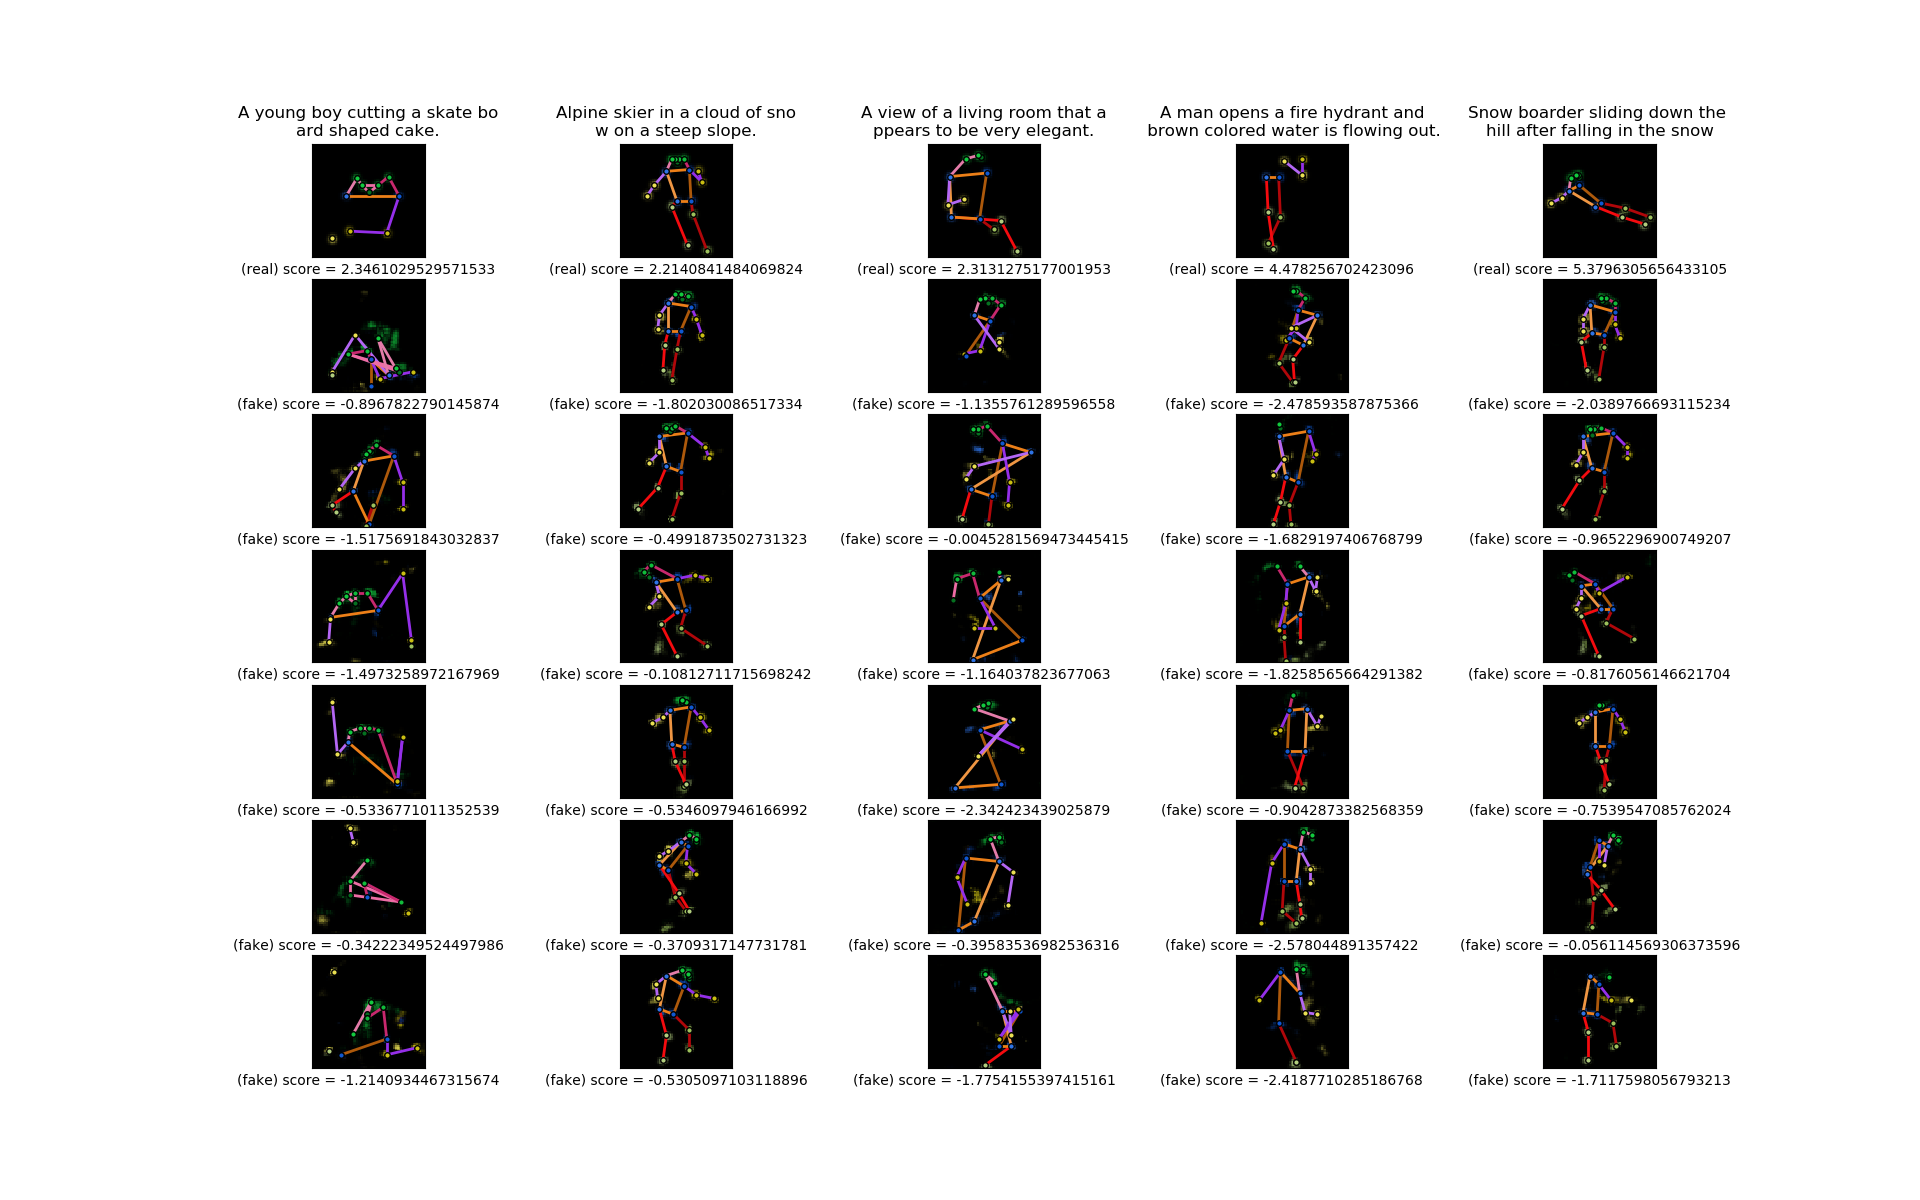 A young boy cutting a skate bo
ard shaped cake.
Alpine skier in a cloud of sno
w on a steep slope.
A view of a living room that a
ppears to be very elegant.
A man opens a fire hydrant and
brown colored water is flowing out.
Snow boarder sliding down the
hill after falling in the snow
(real) score = 2.3461029529571533
(real) score = 2.2140841484069824
(real) score = 2.3131275177001953
(real) score = 4.478256702423096
(real) score = 5.3796305656433105
(fake) score = -0.8967822790145874
(fake) score = -1.802030086517334
(fake) score = -1.1355761289596558
(fake) score = -2.478593587875366
(fake) score = -2.0389766693115234
(fake) score = -1.5175691843032837
(fake) score = -0.4991873502731323
(fake) score = -0.0045281569473445415
(fake) score = -1.6829197406768799
(fake) score = -0.9652296900749207
(fake) score = -1.4973258972167969
(fake) score = -0.10812711715698242
(fake) score = -1.164037823677063
(fake) score = -1.8258565664291382
(fake) score = -0.8176056146621704
(fake) score = -0.5336771011352539
(fake) score = -0.5346097946166992
(fake) score = -2.342423439025879
(fake) score = -0.9042873382568359
(fake) score = -0.7539547085762024
(fake) score = -0.34222349524497986
(fake) score = -0.3709317147731781
(fake) score = -0.39583536982536316
(fake) score = -2.578044891357422
(fake) score = -0.056114569306373596
(fake) score = -1.2140934467315674
(fake) score = -0.5305097103118896
(fake) score = -1.7754155397415161
(fake) score = -2.4187710285186768
(fake) score = -1.7117598056793213